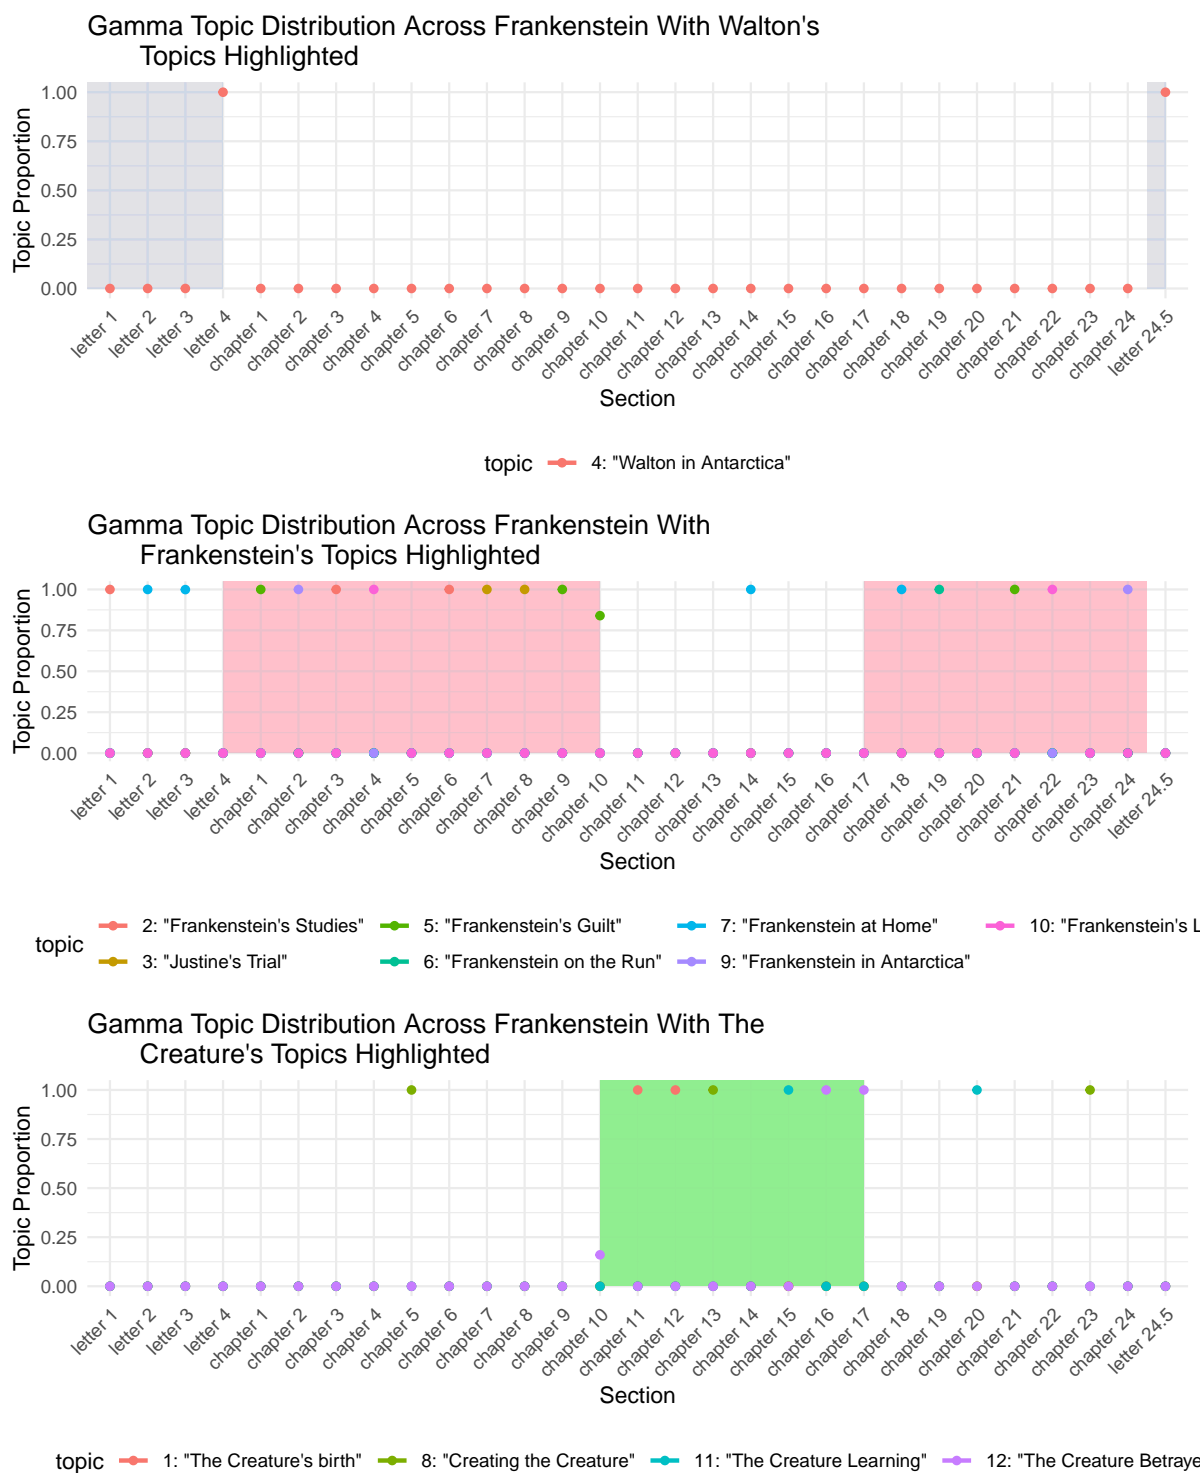 Gamma Topic Distribution Across Frankenstein With Walton's
Topics Highlighted
Topic Proportion
1.00
0.75
0.50
0.25
0.00
letter 1
letter 2
letter 3
letter 4
chapter 1
chapter 2
chapter 3
chapter 4
chapter 5
chapter 6
chapter 7
chapter 8
chapter 9
chapter 10
chapter 11
chapter 12
chapter 13
chapter 14
chapter 15
chapter 16
chapter 17
chapter 18
chapter 19
chapter 20
chapter 21
chapter 22
chapter 23
chapter 24
letter 24.5
Section
topic 4: "Walton in Antarctica"
Gamma Topic Distribution Across Frankenstein With
Frankenstein's Topics Highlighted
Topic Proportion
1.00
0.75
0.50
0.25
0.00
letter 1
letter 2
letter 3
letter 4
chapter 1
chapter 2
chapter 3
chapter 4
chapter 5
chapter 6
chapter 7
chapter 8
chapter 9
chapter 10
chapter 11
chapter 12
chapter 13
chapter 14
chapter 15
chapter 16
chapter 17
chapter 18
chapter 19
chapter 20
chapter 21
chapter 22
chapter 23
chapter 24
letter 24.5
Section
topic
2: "Frankenstein's Studies" 5: "Frankenstein's Guilt" 7: "Frankenstein at Home" 10: "Frankenstein's L
3: "Justine's Trial" 6: "Frankenstein on the Run" 9: "Frankenstein in Antarctica"
Gamma Topic Distribution Across Frankenstein With The
Creature's Topics Highlighted
Topic Proportion
1.00
0.75
0.50
0.25
0.00
letter 1
letter 2
letter 3
letter 4
chapter 1
chapter 2
chapter 3
chapter 4
chapter 5
chapter 6
chapter 7
chapter 8
chapter 9
chapter 10
chapter 11
chapter 12
chapter 13
chapter 14
chapter 15
chapter 16
chapter 17
chapter 18
chapter 19
chapter 20
chapter 21
chapter 22
chapter 23
chapter 24
letter 24.5
Section
topic 1: "The Creature's birth" 8: "Creating the Creature" 11: "The Creature Learning" 12: "The Creature Betraye